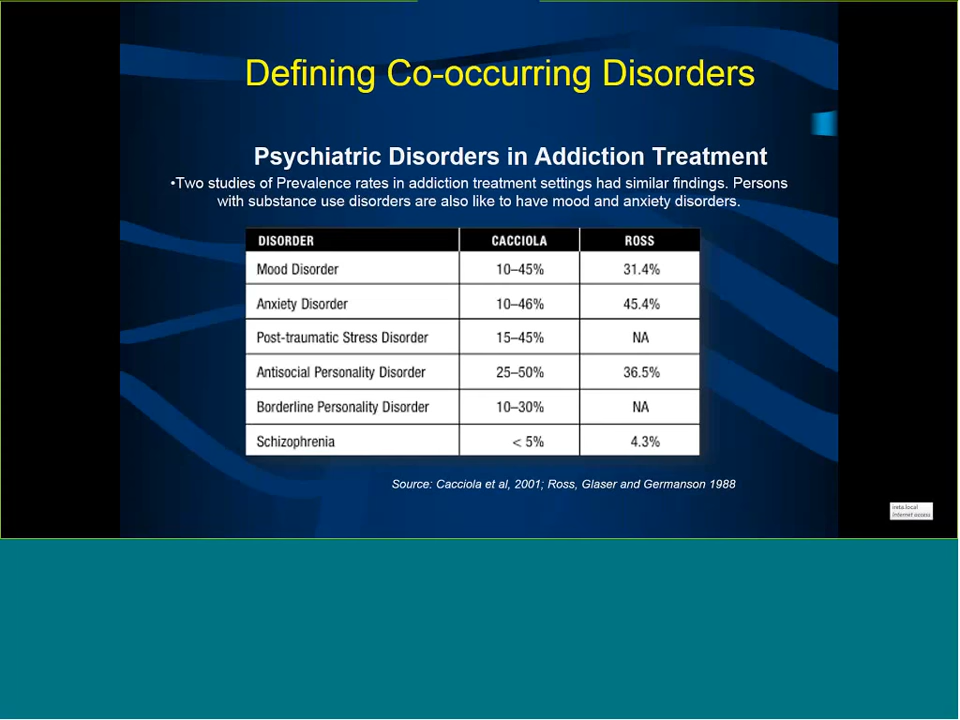 Defining Co-occurring Disorders
Psychiatric Disorders in Addiction Treatment
•Two studies of Prevalence rates in addiction treatment settings had similar findings. Persons
with substance use disorders are also like to have mood and anxiety disorders.
DISORDER CACCIOLA ROSS
Mood Disorder 10–45% 31.4%
Anxiety Disorder 10–46% 45.4%
Post-traumatic Stress Disorder 15–45% NA
Antisocial Personality Disorder 25–50% 36.5%
Borderline Personality Disorder 10–30% NA
Schizophrenia < 5% 4.3%
Source: Cacciola et al, 2001; Ross, Glaser and Germanson 1988
Internet access